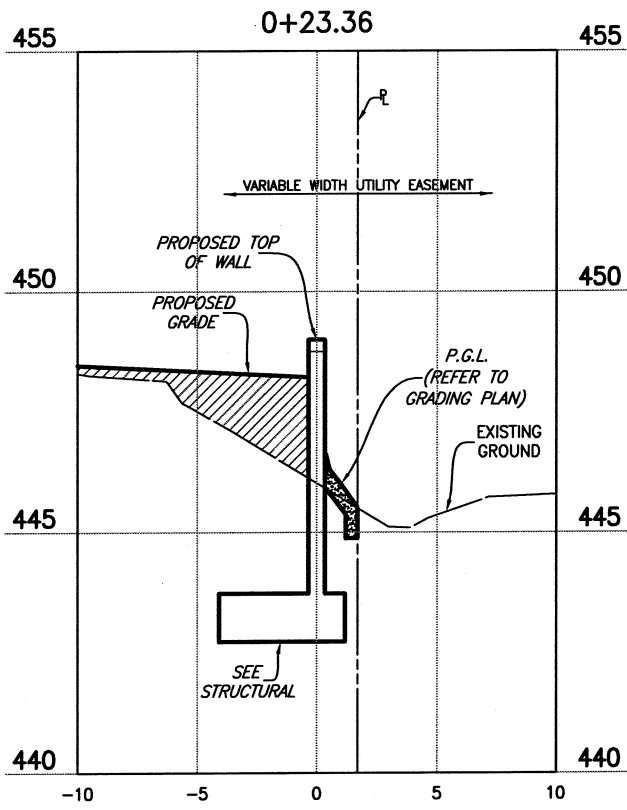 0+23.36
455 455
PL
VARIABLE WIDTH UTILITY EASEMENT
PROPOSED TOP
OF WALL
450 450
PROPOSED
GRADE
P.G.L.
(REFER TO
GRADING PLAN)
EXISTING
GROUND
445 445
SEE
STRUCTURAL
440 440
-10 -5 0 5 10